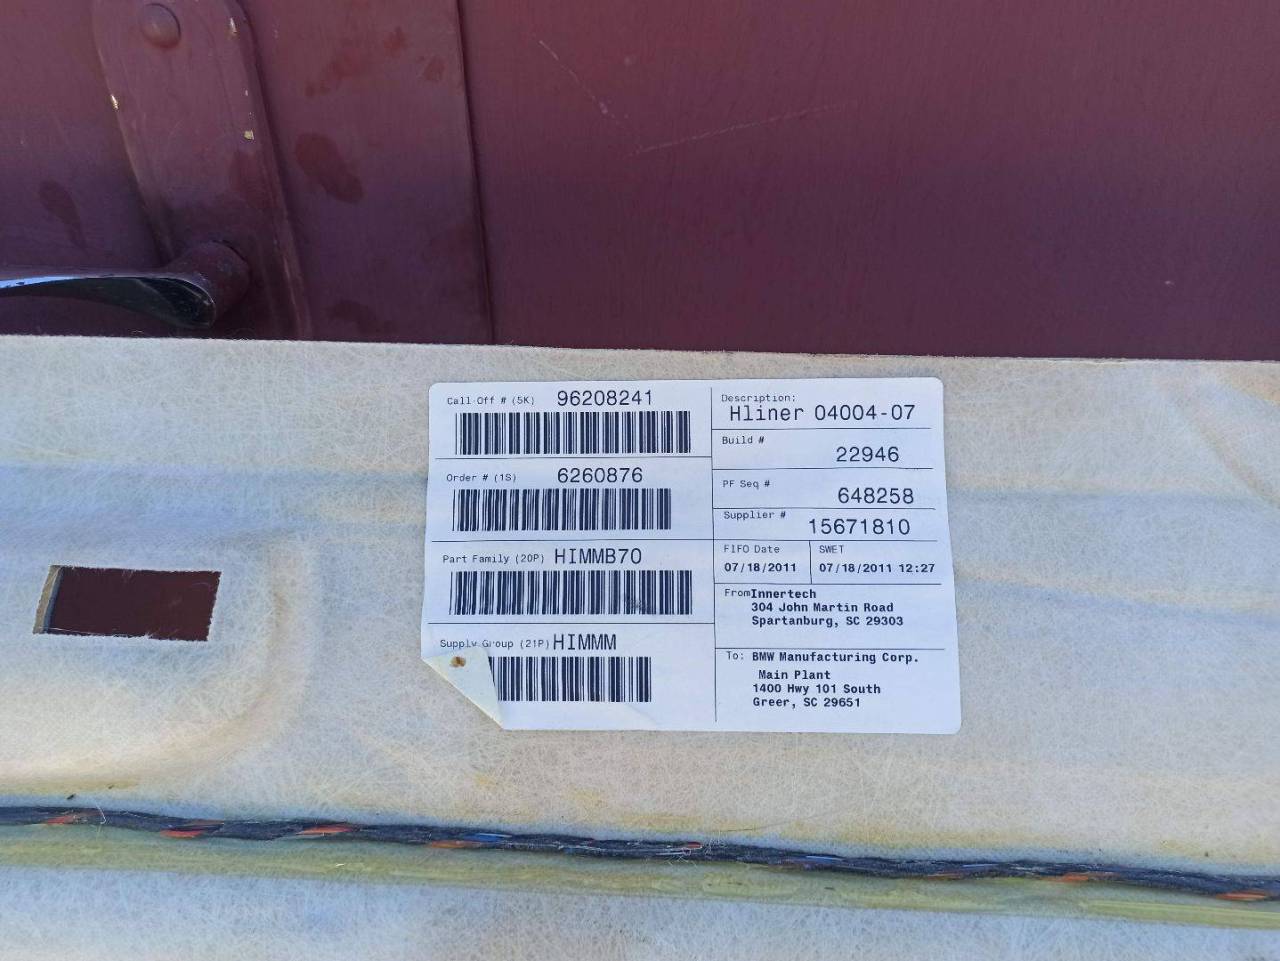 Call-Off # (5K) 96208241
Order # (1S) 6260876
Part Family (20P) HIMMB70
Supply Group (21P) HIMMM
Description:
Hliner 04004-07
Build #
22946
PF Seq #
648258
Supplier #
15671810
FIFO Date
07/18/2011
SWET
07/18/2011 12:27
From Innertech
304 John Martin Road
Spartanburg, SC 29303
To: BMW Manufacturing Corp.
Main Plant
1400 Hwy 101 South
Greer, SC 29651